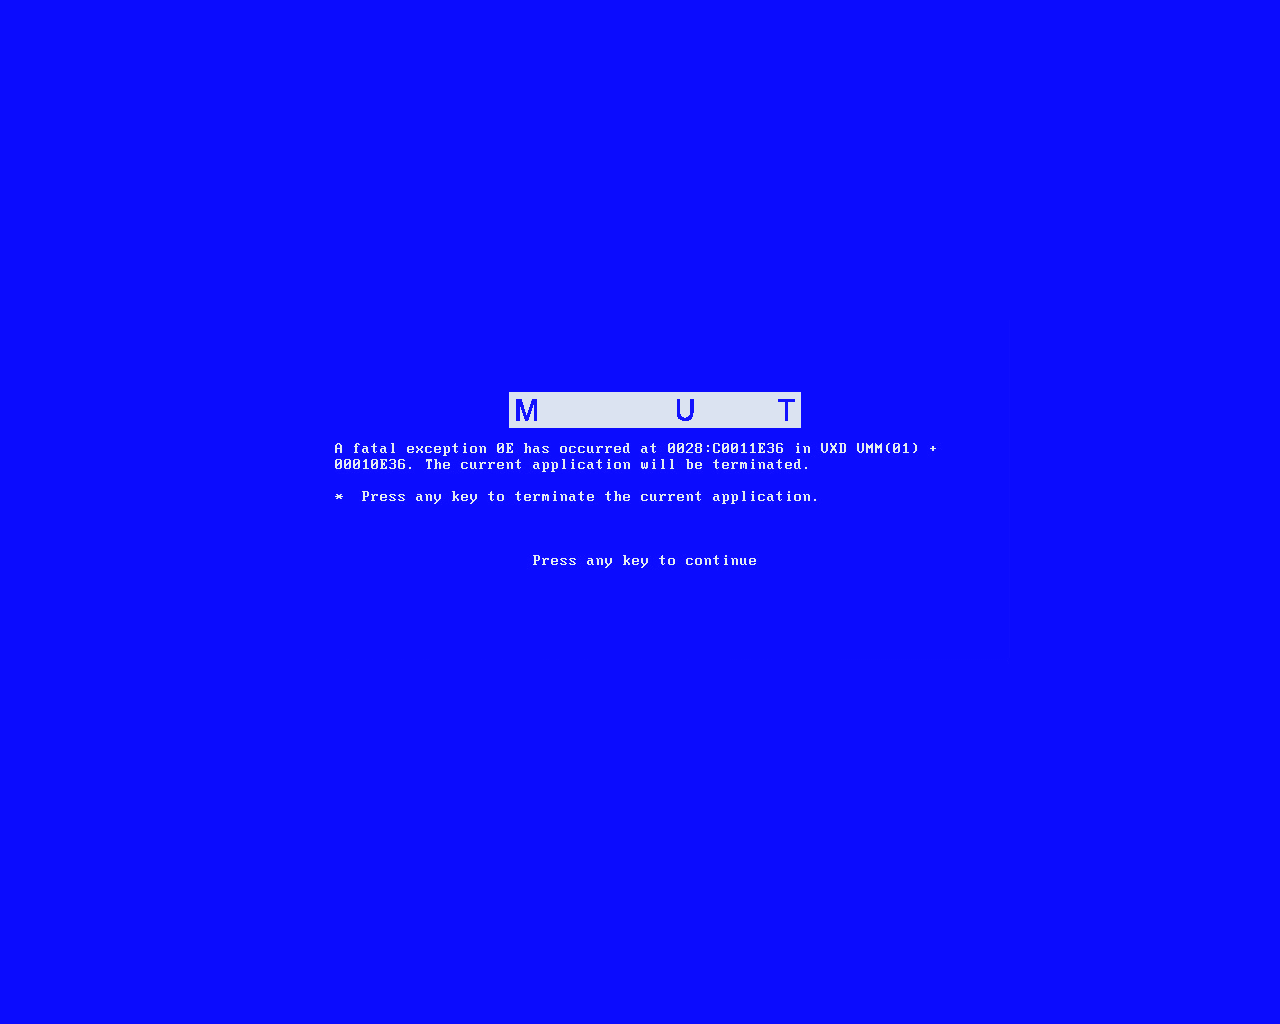 M U T
A fatal exception 0E has occurred at 0028:C0011E36 in VXD VMM(01) +
00010E36. The current application will be terminated.
* Press any key to terminate the current application.
Press any key to continue